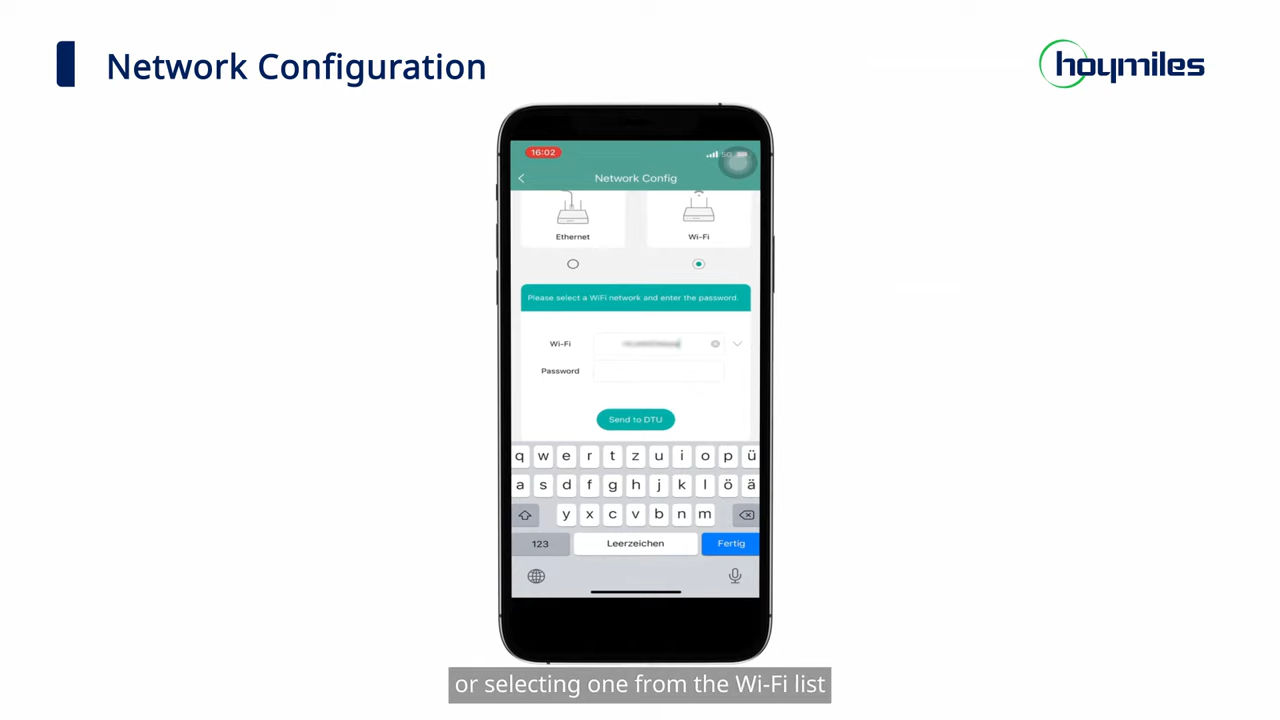 Network Configuration
hoymiles
16:02
5G
Network Config
Ethernet
Wi-Fi
Please select a WiFi network and enter the password.
Wi-Fi
Password
Send to DTU
q w e r t z u i o p ü
a s d f g h j k l ö ä
y x c v b n m
123 Leerzeichen Fertig
or selecting one from the Wi-Fi list